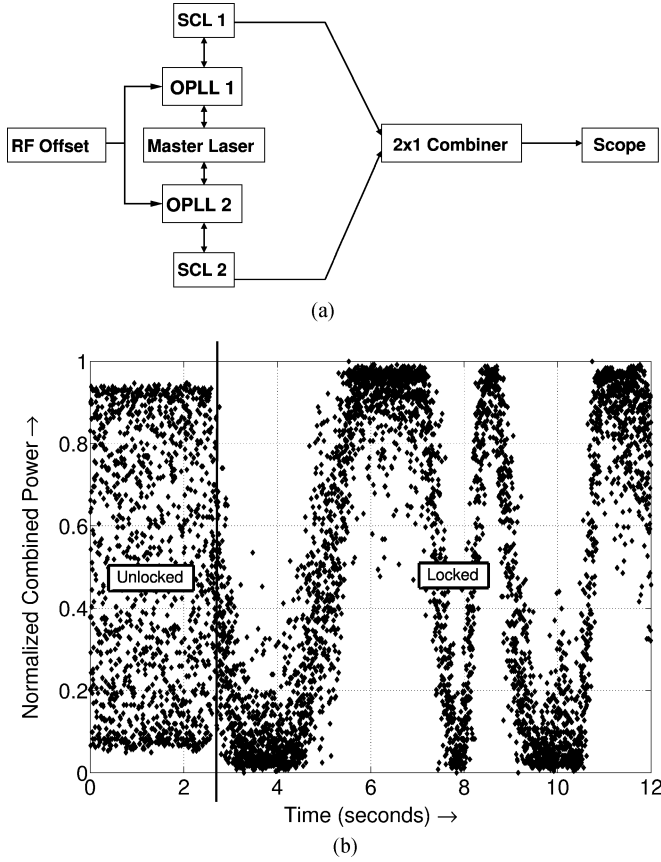 SCL 1
OPLL 1
RF Offset
Master Laser
2x1 Combiner
Scope
OPLL 2
SCL 2
(a)
Normalized Combined Power →
1
0.8
0.6
0.4
0.2
0
Unlocked
Locked
0 2 4 6 8 10 12
Time (seconds) →
(b)